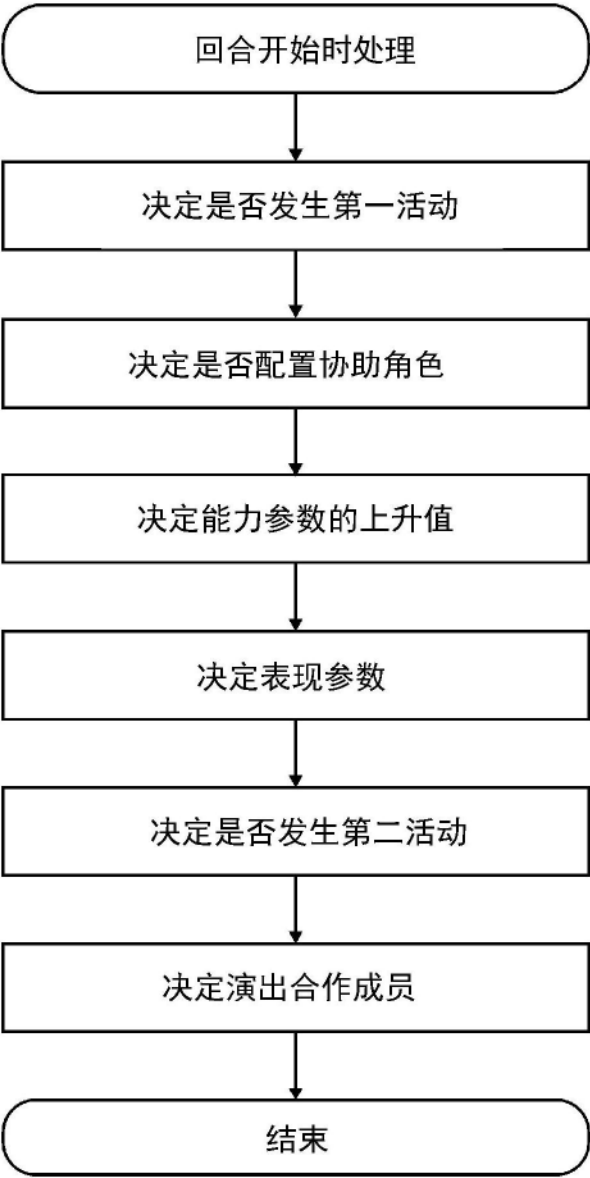 回合开始时处理
决定是否发生第一活动
决定是否配置协助角色
决定能力参数的上升值
决定表现参数
决定是否发生第二活动
决定演出合作成员
结束